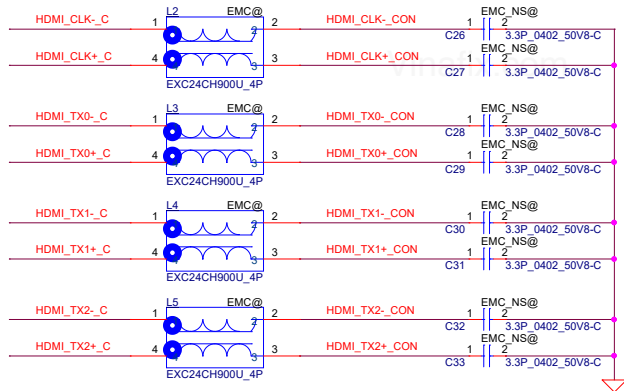 L2 EMC@ EMC_NS@
HDMI_CLK-_C 1 2 HDMI_CLK-_CON 1 2
C26 3.3P_0402_50V8-C
EMC_NS@
HDMI_CLK+_C 4 3 HDMI_CLK+_CON 1 2
C27 3.3P_0402_50V8-C
EXC24CH900U_4P
vinafix.com
L3 EMC@ EMC_NS@
HDMI_TX0-_C 1 2 HDMI_TX0-_CON 1 2
C28 3.3P_0402_50V8-C
EMC_NS@
HDMI_TX0+_C 4 3 HDMI_TX0+_CON 1 2
C29 3.3P_0402_50V8-C
EXC24CH900U_4P
L4 EMC@ EMC_NS@
HDMI_TX1-_C 1 2 HDMI_TX1-_CON 1 2
C30 3.3P_0402_50V8-C
EMC_NS@
HDMI_TX1+_C 4 3 HDMI_TX1+_CON 1 2
C31 3.3P_0402_50V8-C
EXC24CH900U_4P
L5 EMC@ EMC_NS@
HDMI_TX2-_C 1 2 HDMI_TX2-_CON 1 2
C32 3.3P_0402_50V8-C
EMC_NS@
HDMI_TX2+_C 4 3 HDMI_TX2+_CON 1 2
C33 3.3P_0402_50V8-C
EXC24CH900U_4P